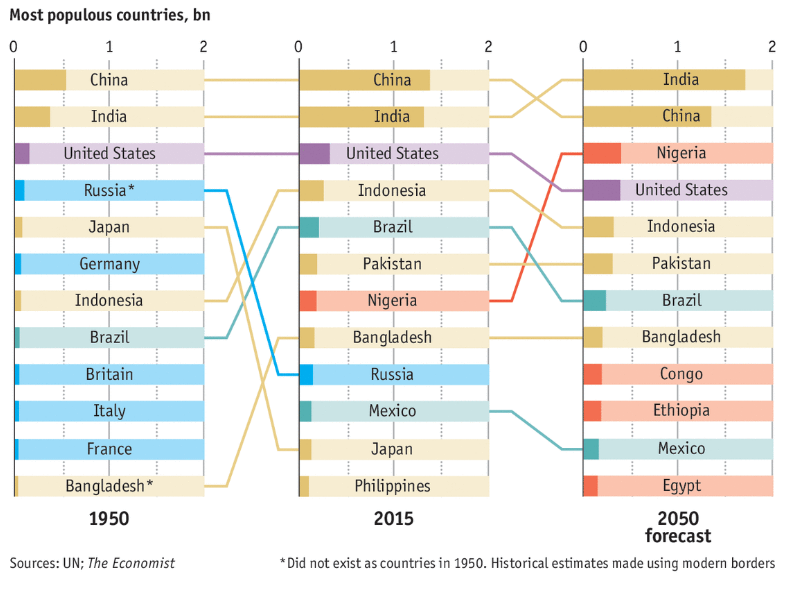 Most populous countries, bn
0 1 2
China
India
United States
Russia*
Japan
Germany
Indonesia
Brazil
Britain
Italy
France
Bangladesh*
1950
0 1 2
China
India
United States
Indonesia
Brazil
Pakistan
Nigeria
Bangladesh
Russia
Mexico
Japan
Philippines
2015
0 1 2
India
China
Nigeria
United States
Indonesia
Pakistan
Brazil
Bangladesh
Congo
Ethiopia
Mexico
Egypt
2050
forecast
Sources: UN; The Economist
*Did not exist as countries in 1950. Historical estimates made using modern borders